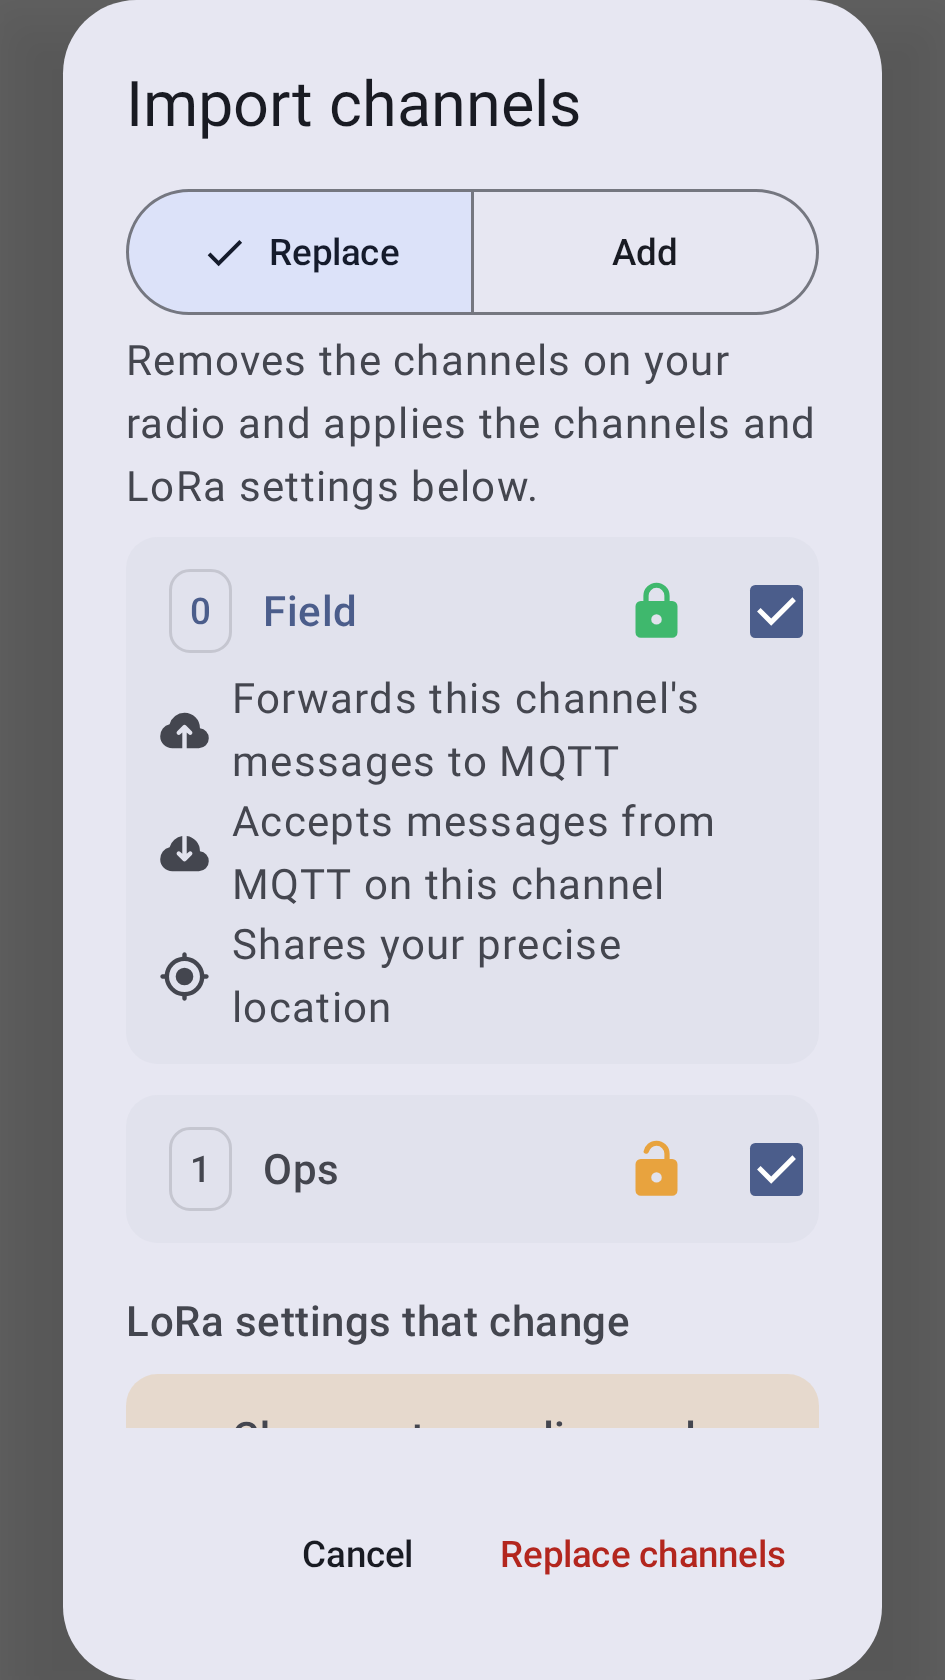 Import channels
Replace
Add
Removes the channels on your
radio and applies the channels and
LoRa settings below.
0
Field
Forwards this channel's
messages to MQTT
Accepts messages from
MQTT on this channel
Shares your precise
location
1
Ops
LoRa settings that change
Cancel
Replace channels